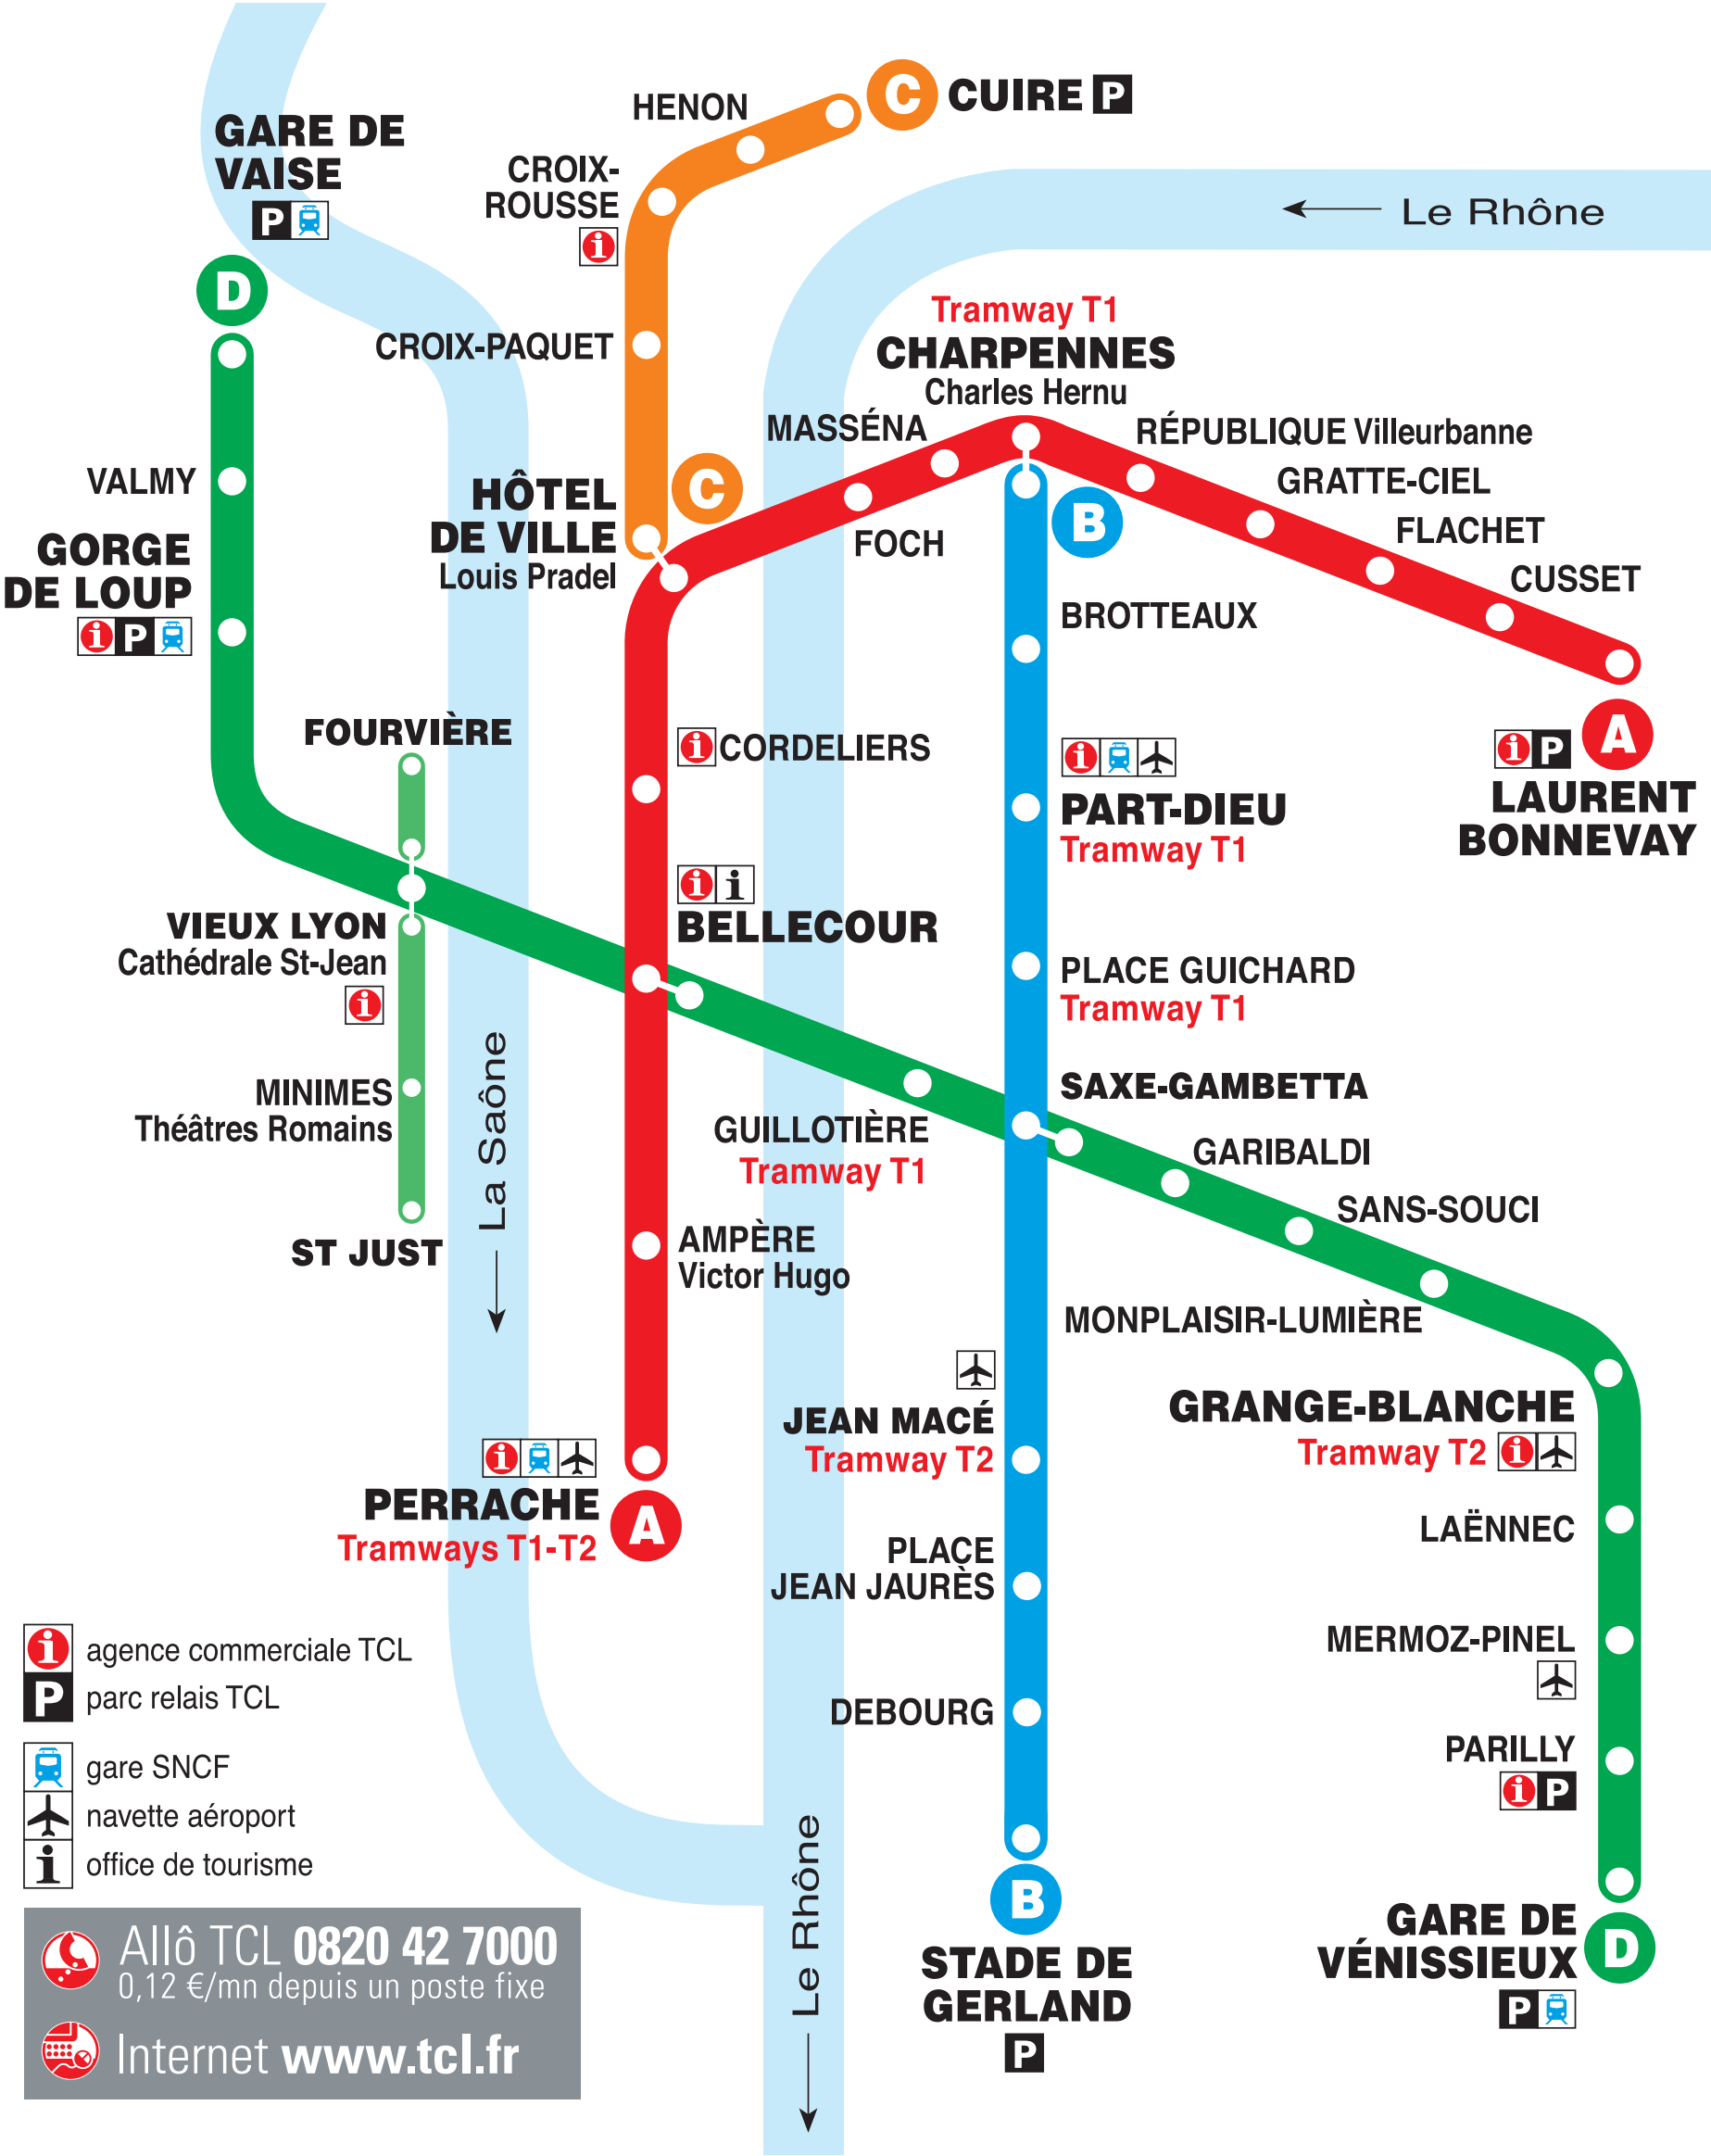 HENON
C
CUIRE P
GARE DE
VAISE
P
CROIX-
ROUSSE
i
Le Rhône
D
Tramway T1
CHARPENNES
Charles Hernu
CROIX-PAQUET
MASSÉNA
RÉPUBLIQUE Villeurbanne
VALMY
HÔTEL
DE VILLE
Louis Pradel
C
GRATTE-CIEL
B
FLACHET
GORGE
DE LOUP
i P
FOCH
CUSSET
BROTTEAUX
FOURVIÈRE
i CORDELIERS
i
PART-DIEU
Tramway T1
i P
A
LAURENT
BONNEVAY
i i
BELLECOUR
VIEUX LYON
Cathédrale St-Jean
i
PLACE GUICHARD
Tramway T1
La Saône
MINIMES
Théâtres Romains
SAXE-GAMBETTA
GUILLOTIÈRE
Tramway T1
GARIBALDI
SANS-SOUCI
ST JUST
AMPÈRE
Victor Hugo
MONPLAISIR-LUMIÈRE
JEAN MACÉ
Tramway T2
GRANGE-BLANCHE
Tramway T2 i
i
PERRACHE
Tramways T1-T2
A
LAËNNEC
PLACE
JEAN JAURÈS
MERMOZ-PINEL
DEBOURG
PARILLY
i P
B
STADE DE
GERLAND
P
GARE DE
VÉNISSIEUX
D
P
Le Rhône
i agence commerciale TCL
P parc relais TCL
gare SNCF
navette aéroport
i office de tourisme
Allô TCL 0820 42 7000
0,12 €/mn depuis un poste fixe
Internet www.tcl.fr